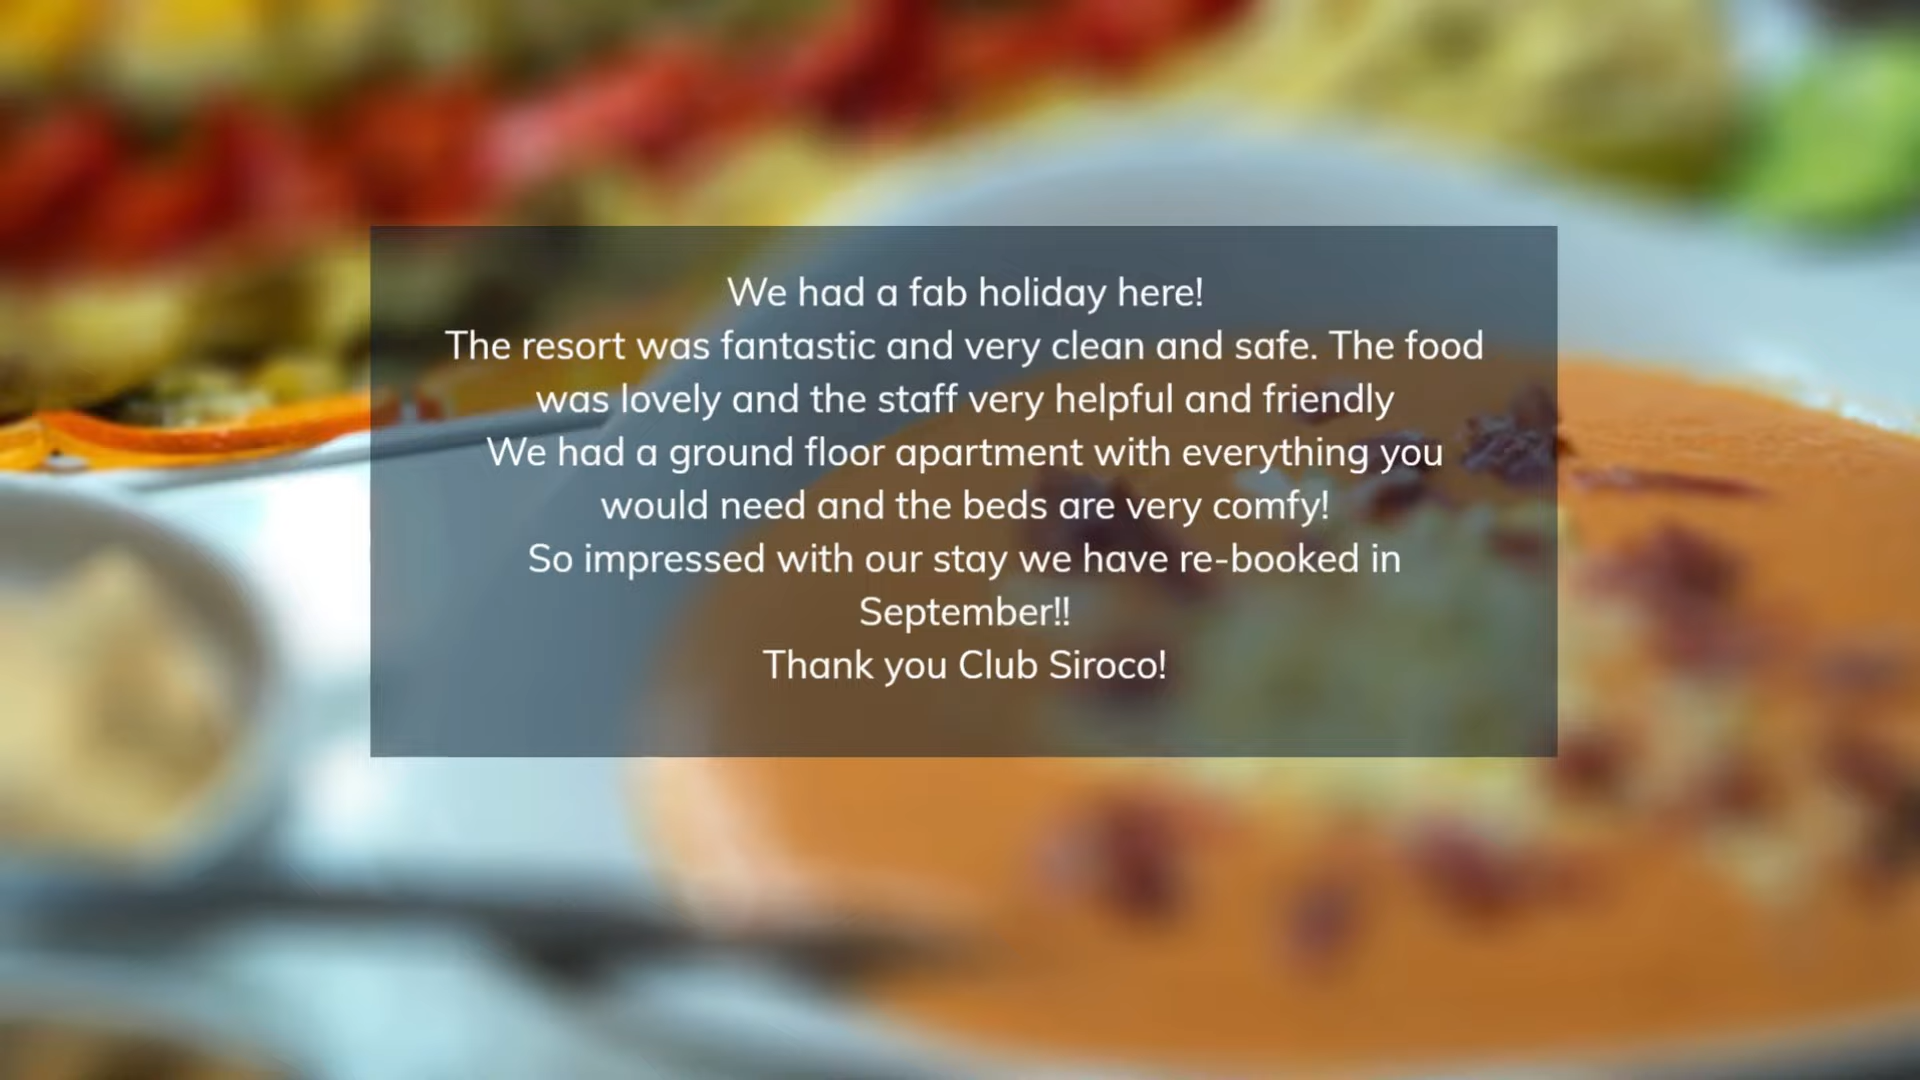 We had a fab holiday here!
The resort was fantastic and very clean and safe. The food
was lovely and the staff very helpful and friendly
We had a ground floor apartment with everything you
would need and the beds are very comfy!
So impressed with our stay we have re-booked in
September!!
Thank you Club Siroco!